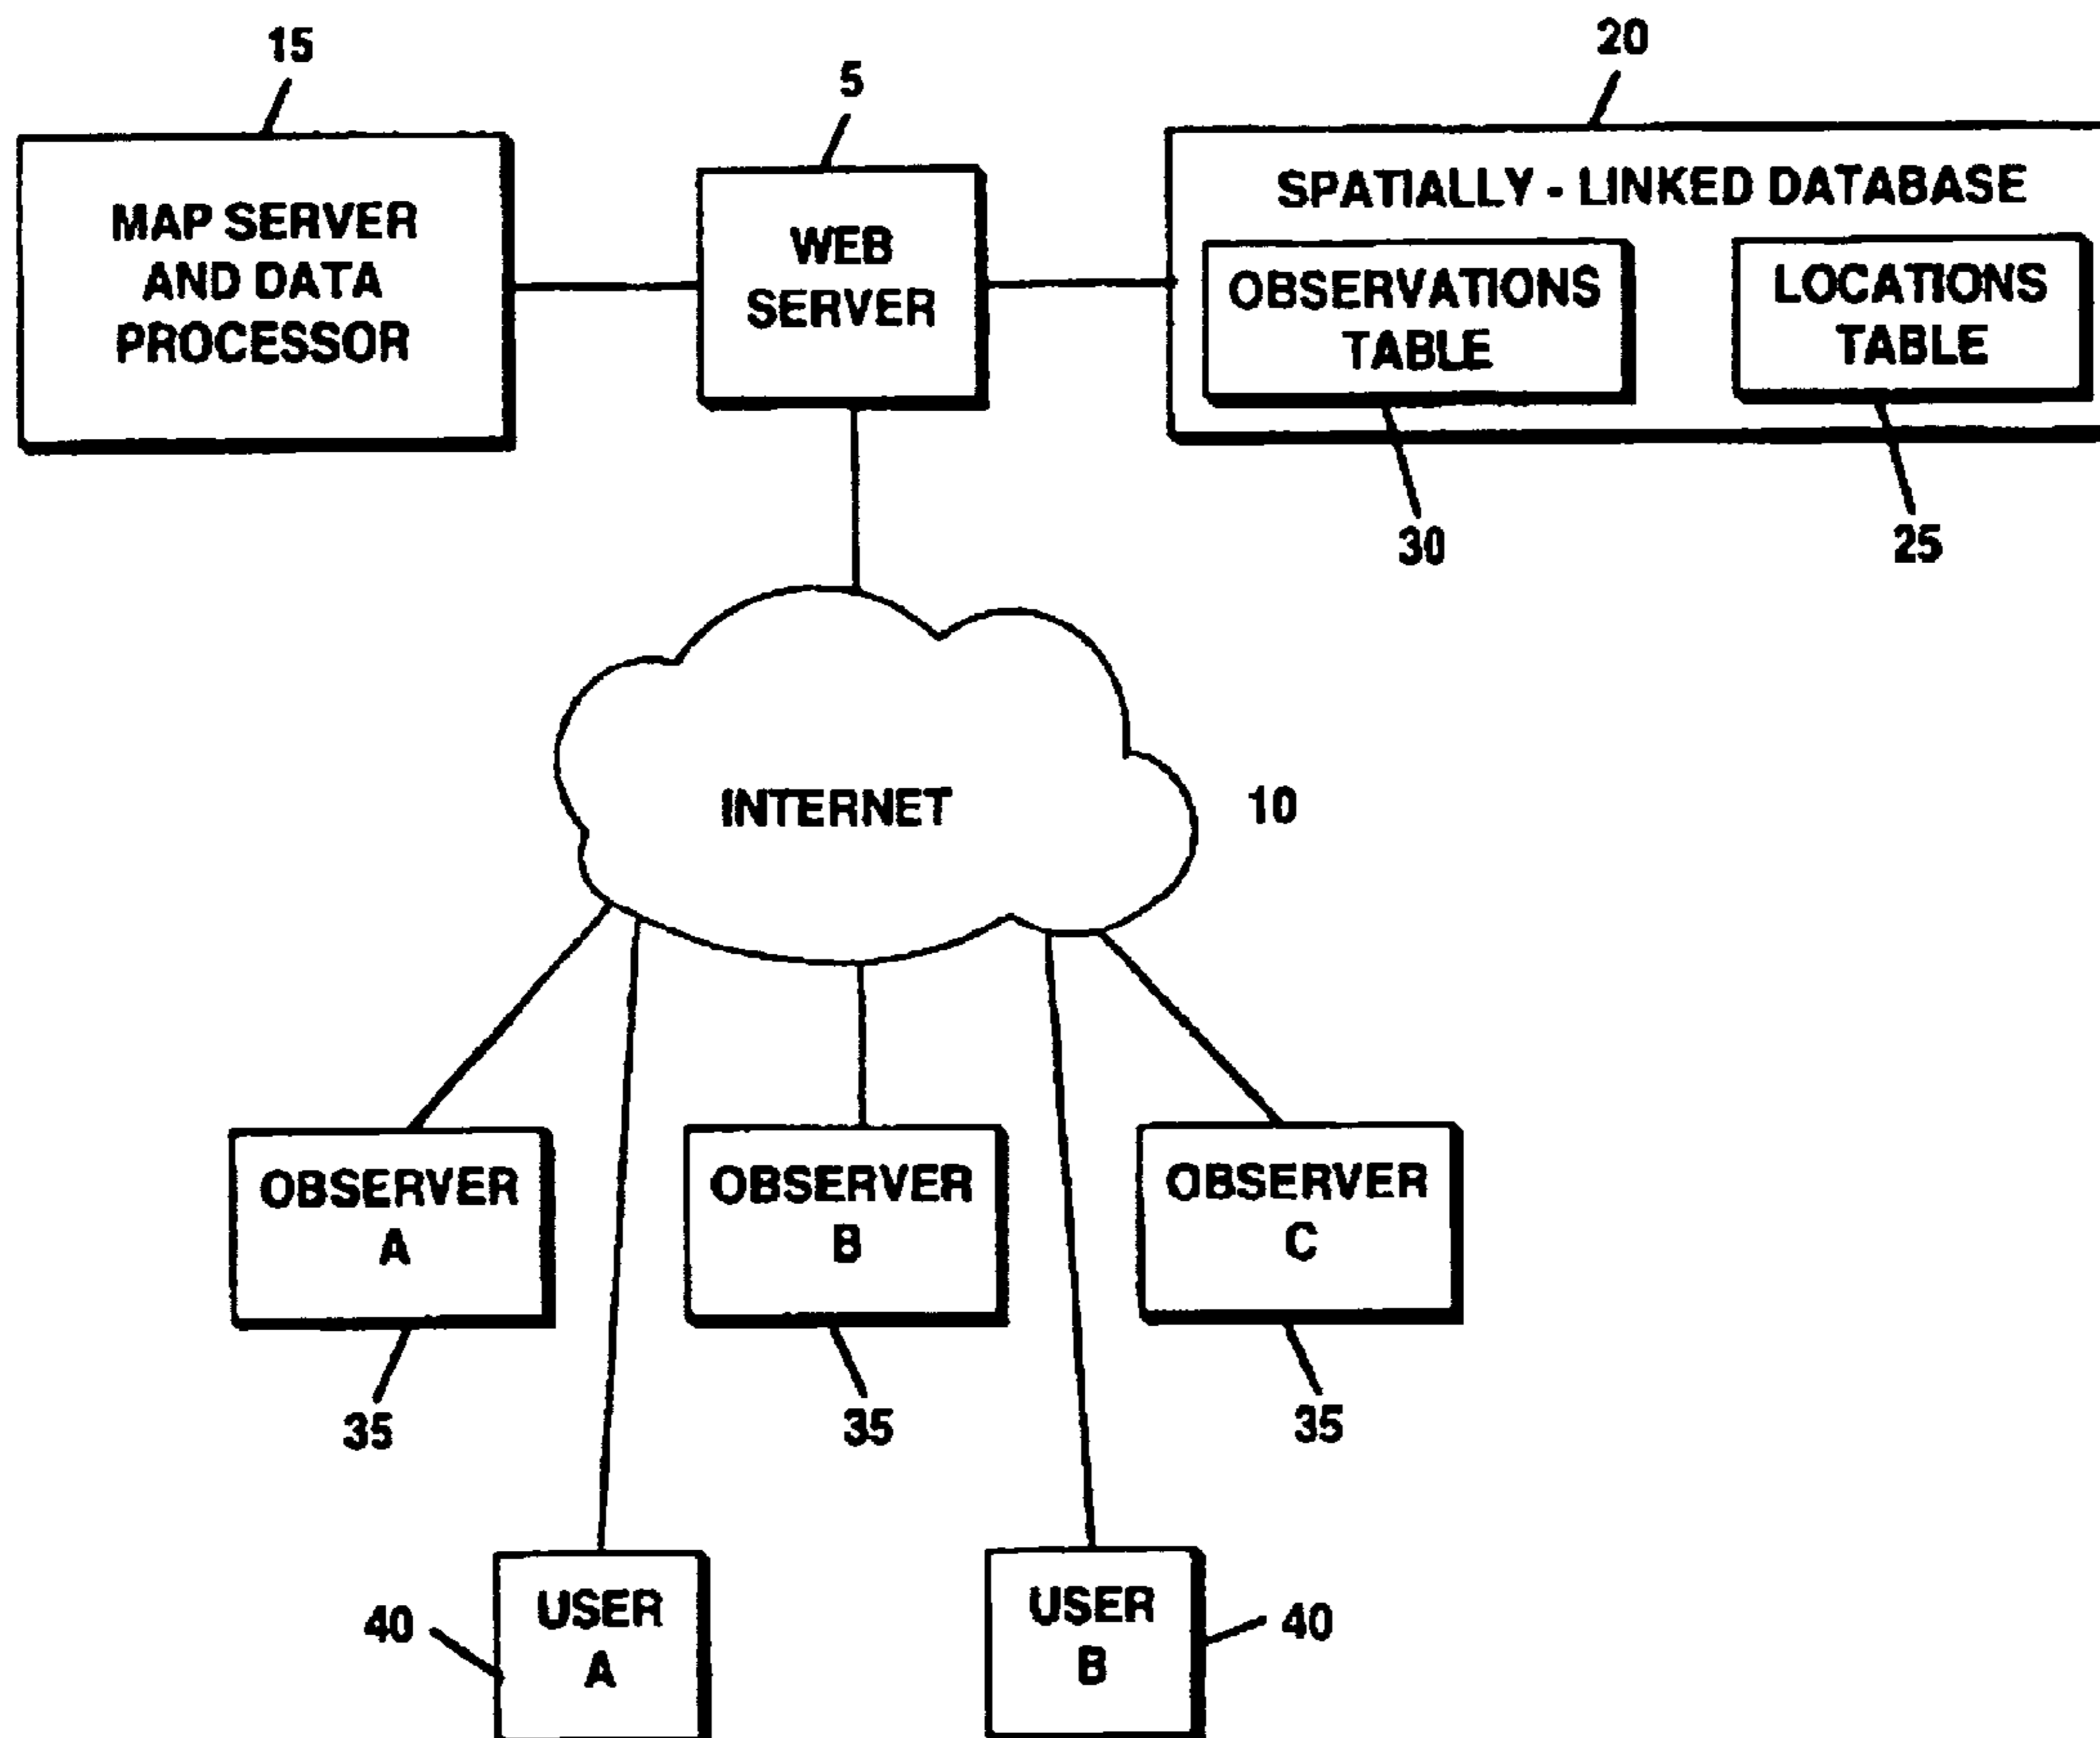 15
5
20
MAP SERVER
AND DATA
PROCESSOR
WEB
SERVER
SPATIALLY - LINKED DATABASE
OBSERVATIONS
TABLE
LOCATIONS
TABLE
30
25
INTERNET
10
OBSERVER
A
OBSERVER
B
OBSERVER
C
35
35
35
40
USER
A
USER
B
40